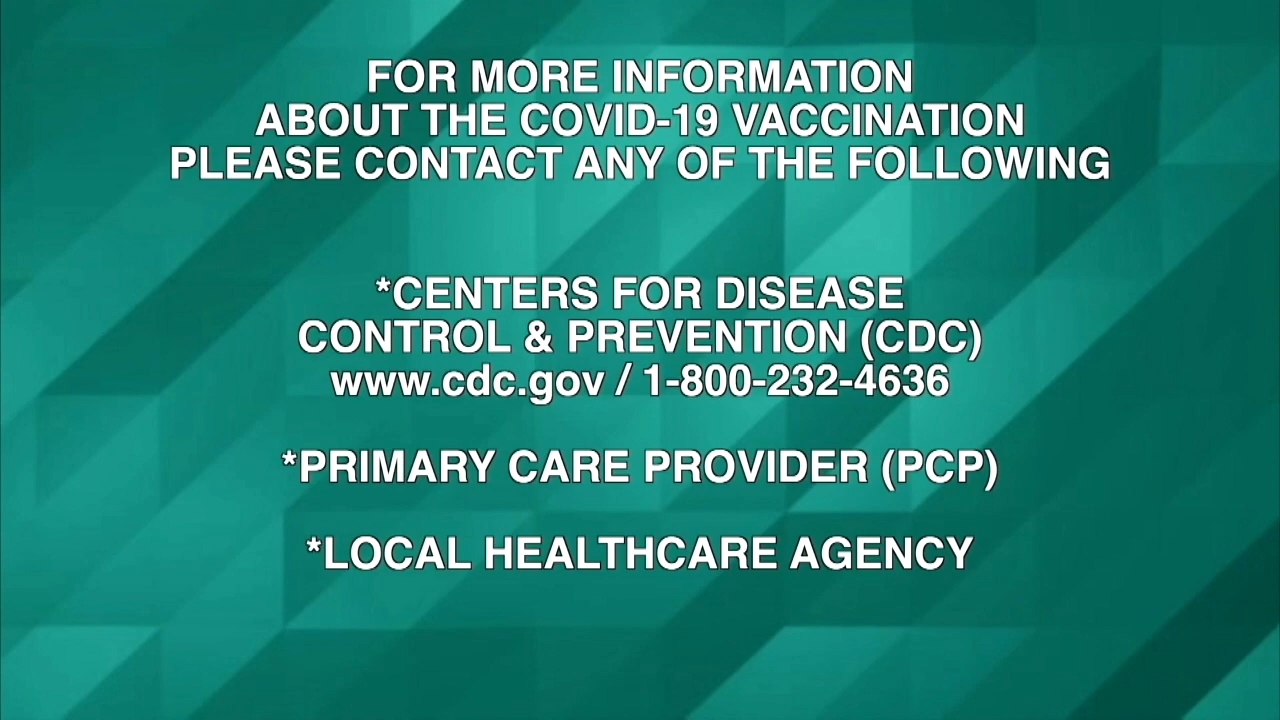 FOR MORE INFORMATION
ABOUT THE COVID-19 VACCINATION
PLEASE CONTACT ANY OF THE FOLLOWING
*CENTERS FOR DISEASE
CONTROL & PREVENTION (CDC)
www.cdc.gov / 1-800-232-4636
*PRIMARY CARE PROVIDER (PCP)
*LOCAL HEALTHCARE AGENCY